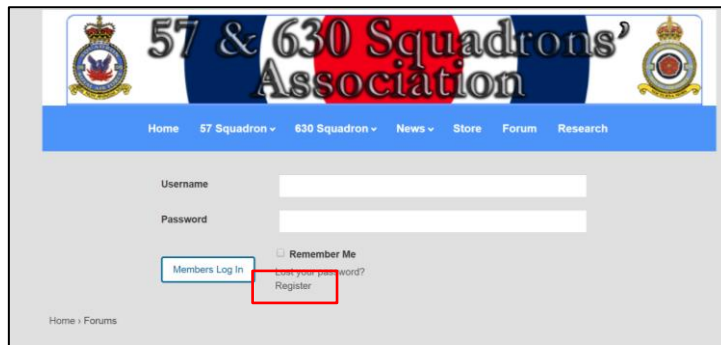 57 & 630 Squadrons'
Association
Home 57 Squadron 630 Squadron News Store Forum Research
Username
Password
Remember Me
Members Log In
Lost your password?
Register
Home › Forums